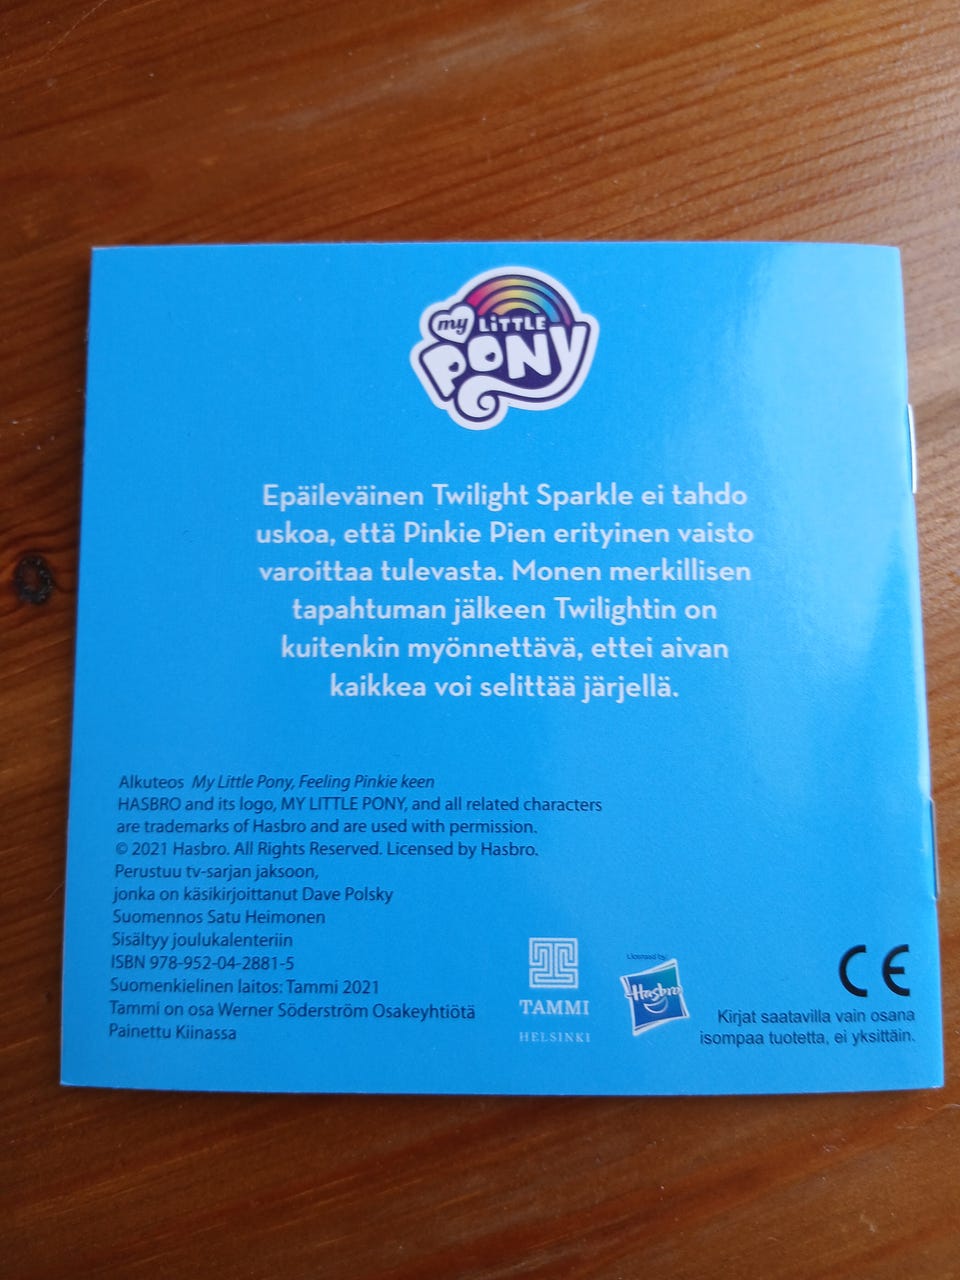 my LiTTLE
PONY
Epäileväinen Twilight Sparkle ei tahdo
uskoa, että Pinkie Pien erityinen vaisto
varoittaa tulevasta. Monen merkillisen
tapahtuman jälkeen Twilightin on
kuitenkin myönnettävä, ettei aivan
kaikkea voi selittää järjellä.
Alkuteos My Little Pony, Feeling Pinkie keen
HASBRO and its logo, MY LITTLE PONY, and all related characters
are trademarks of Hasbro and are used with permission.
© 2021 Hasbro. All Rights Reserved. Licensed by Hasbro.
Perustuu tv-sarjan jaksoon,
jonka on käsikirjoittanut Dave Polsky
Suomennos Satu Heimonen
Sisältyy joulukalenteriin
ISBN 978-952-04-2881-5
Suomenkielinen laitos: Tammi 2021
Tammi on osa Werner Söderström Osakeyhtiötä
Painettu Kiinassa
TAMMI
HELSINKI
Licensed by:
Hasbro
CE
Kirjat saatavilla vain osana
isompaa tuotetta, ei yksittäin.